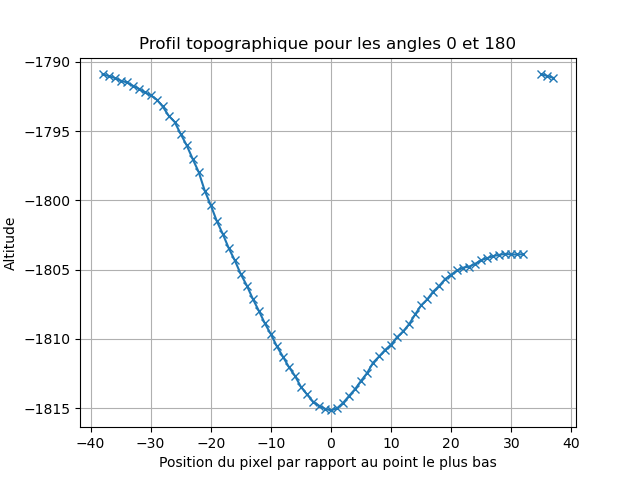 Profil topographique pour les angles 0 et 180
−1790
−1795
−1800
−1805
−1810
−1815
Altitude
−40 −30 −20 −10 0 10 20 30 40
Position du pixel par rapport au point le plus bas